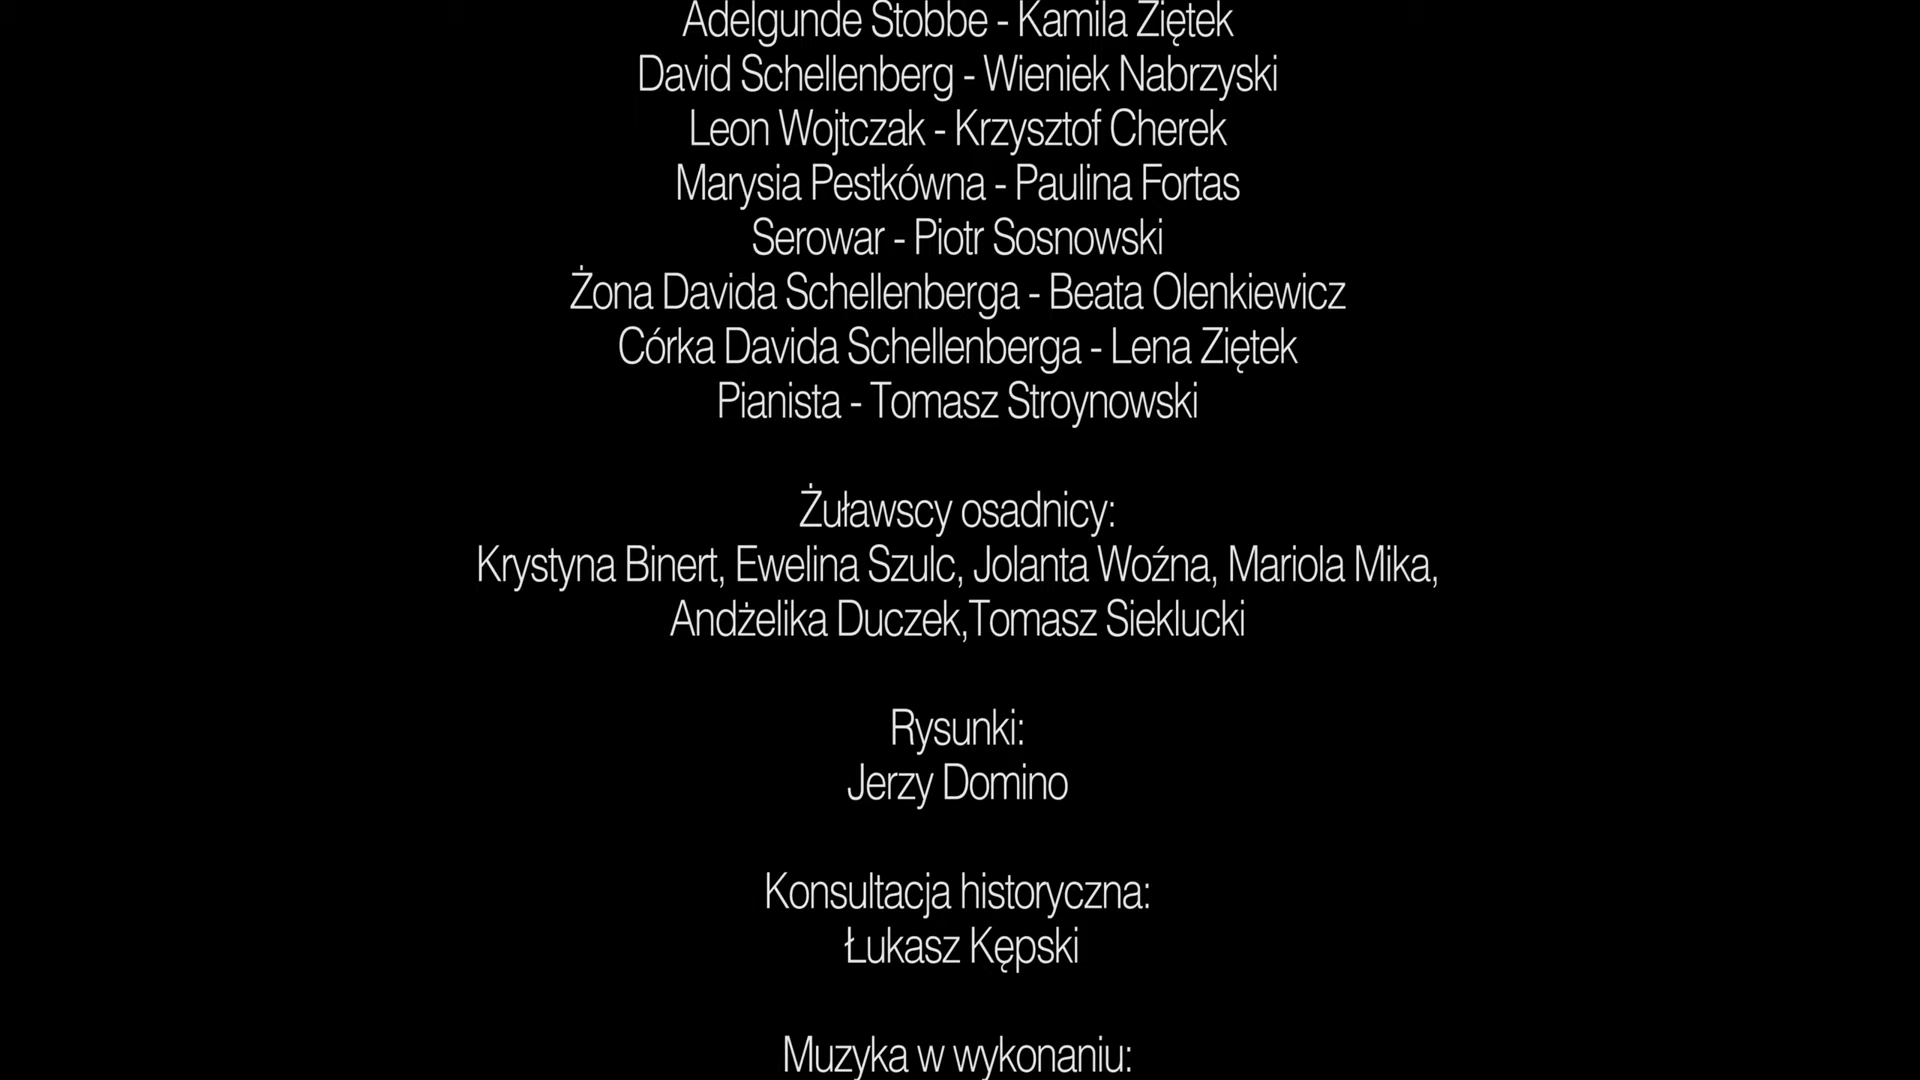 Adelgunde Stobbe - Kamila Ziętek
David Schellenberg - Wieniek Nabrzyski
Leon Wojtczak - Krzysztof Cherek
Marysia Pestkówna - Paulina Fortas
Serowar - Piotr Sosnowski
Żona Davida Schellenberga - Beata Olenkiewicz
Córka Davida Schellenberga - Lena Ziętek
Pianista - Tomasz Stroynowski
Żuławscy osadnicy:
Krystyna Binert, Ewelina Szulc, Jolanta Woźna, Mariola Mika,
Andżelika Duczek,Tomasz Sieklucki
Rysunki:
Jerzy Domino
Konsultacja historyczna:
Łukasz Kępski
Muzyka w wykonaniu: